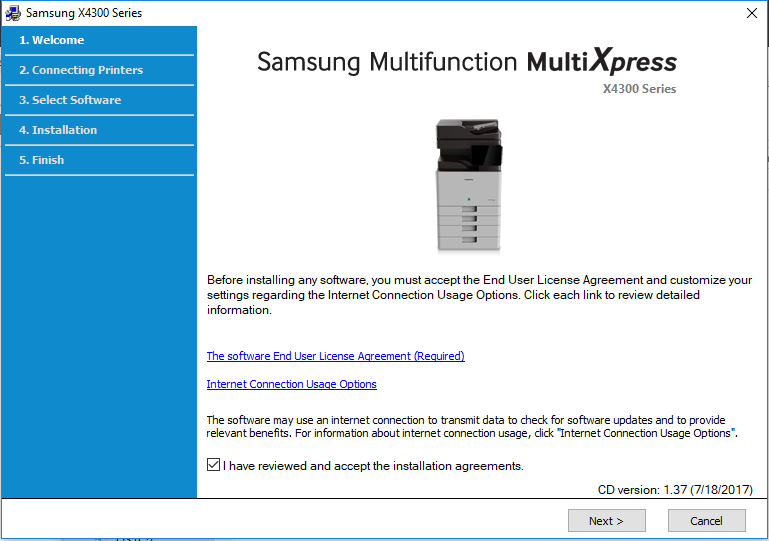 Samsung X4300 Series
1. Welcome
2. Connecting Printers
3. Select Software
4. Installation
5. Finish
Samsung Multifunction MultiXpress
X4300 Series
Before installing any software, you must accept the End User License Agreement and customize your
settings regarding the Internet Connection Usage Options. Click each link to review detailed
information.
The software End User License Agreement (Required)
Internet Connection Usage Options
The software may use an internet connection to transmit data to check for software updates and to provide
relevant benefits. For information about internet connection usage, click "Internet Connection Usage Options".
I have reviewed and accept the installation agreements.
CD version: 1.37 (7/18/2017)
Next >
Cancel